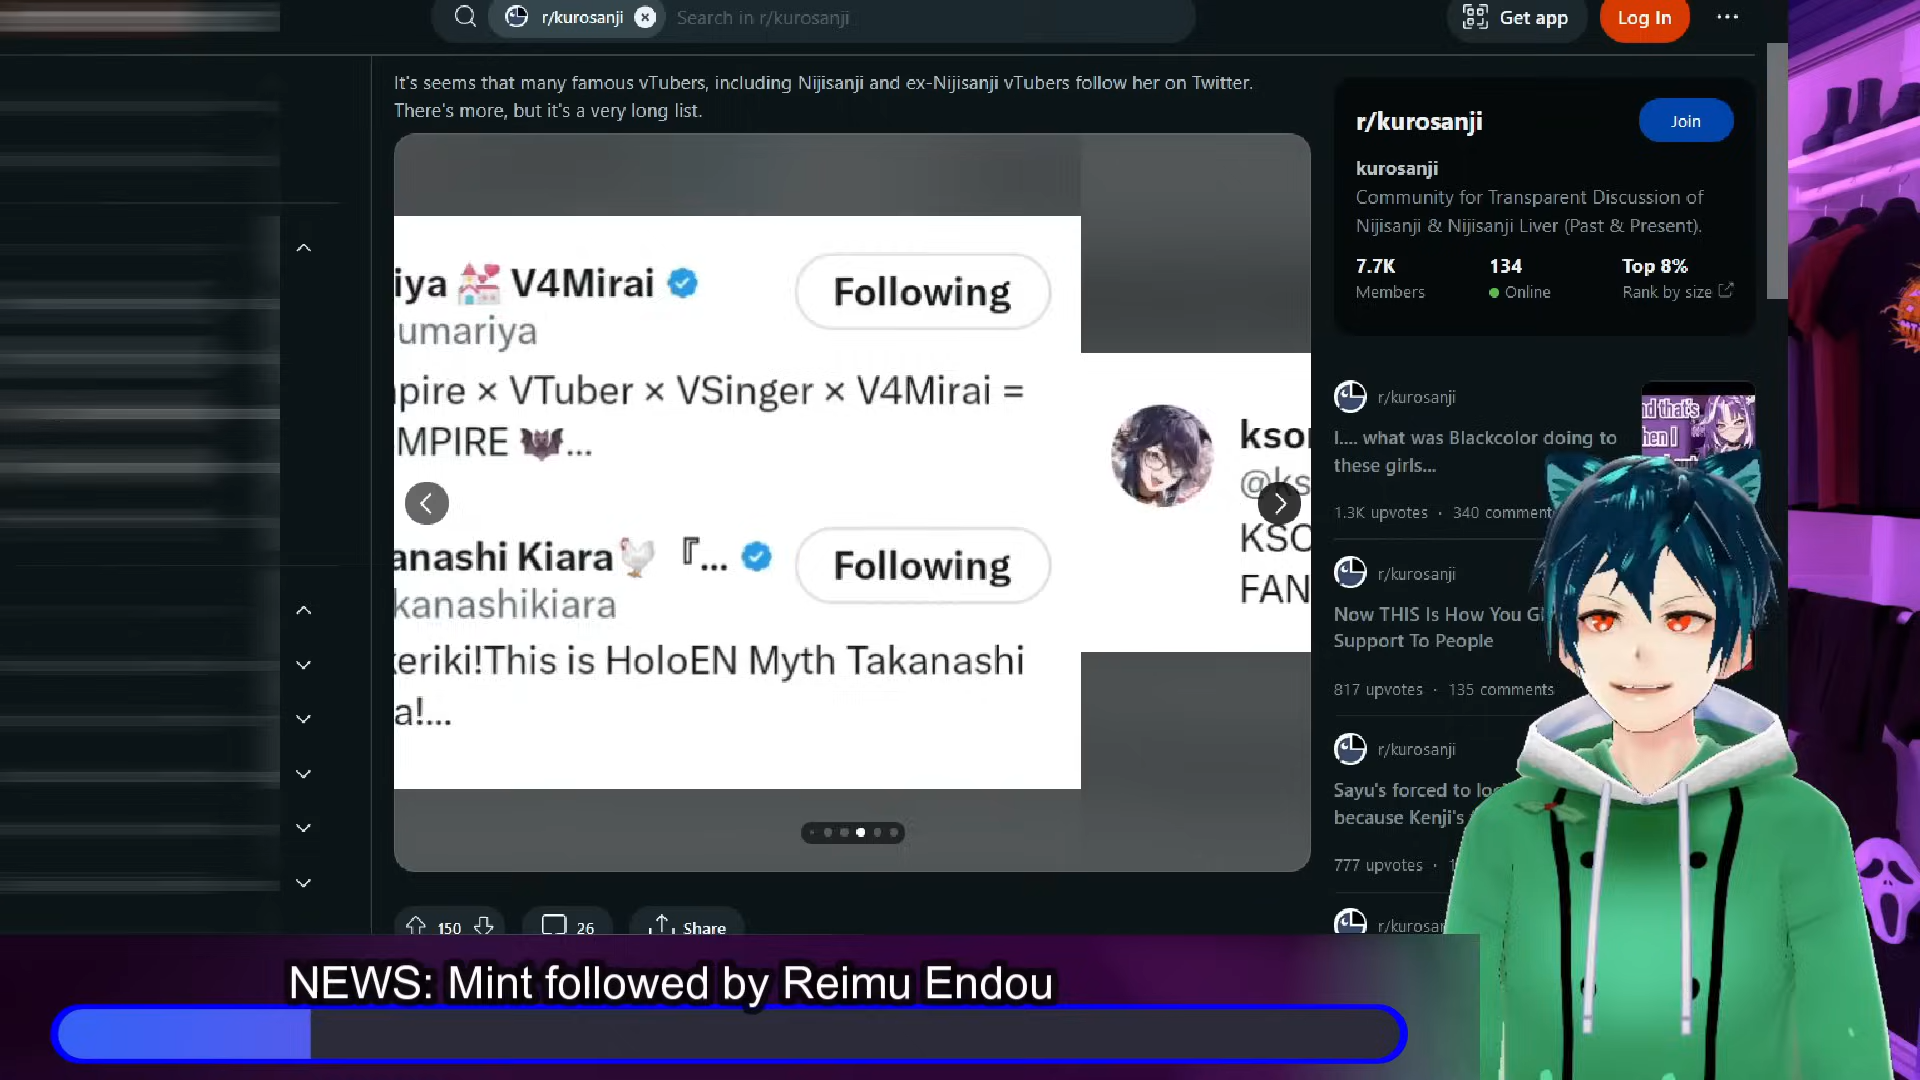 r/kurosanji
Search in r/kurosanji
Get app
Log In
It's seems that many famous vTubers, including Nijisanji and ex-Nijisanji vTubers follow her on Twitter.
There's more, but it's a very long list.
iya 💒 V4Mirai
umariya
Following
pire × VTuber × VSinger × V4Mirai =
MPIRE 🦇...
anashi Kiara🐔 『...
kanashikiara
Following
keriki!This is HoloEN Myth Takanashi
a!...
kso
@ks
KSO
FAN
150
26
Share
r/kurosanji
Join
kurosanji
Community for Transparent Discussion of
Nijisanji & Nijisanji Liver (Past & Present).
7.7K
134
Top 8%
Members
Online
Rank by size
r/kurosanji
I.... what was Blackcolor doing to
these girls...
1.3K upvotes · 340 comment
r/kurosanji
Now THIS Is How You G
Support To People
817 upvotes · 135 comments
r/kurosanji
Sayu's forced to lo
because Kenji's
777 upvotes · 1
r/kurosan
NEWS: Mint followed by Reimu Endou